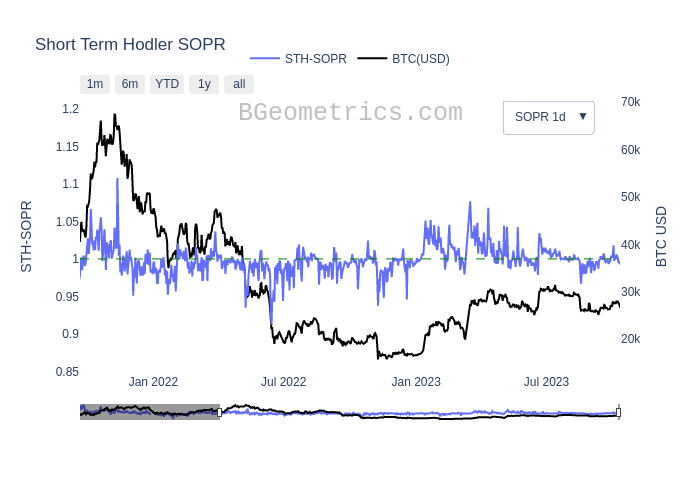 Short Term Hodler SOPR
STH-SOPR
BTC(USD)
1m
6m
YTD
1y
all
BGeometrics.com
SOPR 1d ▼
1.2
1.15
1.1
1.05
1
0.95
0.9
0.85
STH-SOPR
70k
60k
50k
40k
30k
20k
BTC USD
Jan 2022
Jul 2022
Jan 2023
Jul 2023